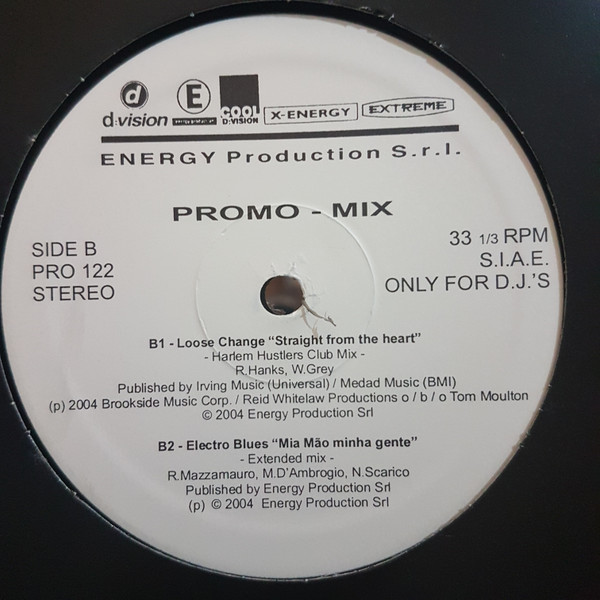 d
E
d:vision
COOL
D:VISION
X-ENERGY
EXTREME
ENERGY Production S.r.l.
PROMO - MIX
SIDE B
PRO 122
STEREO
33 1/3 RPM
S.I.A.E.
ONLY FOR D.J.'S
B1 - Loose Change “Straight from the heart”
- Harlem Hustlers Club Mix -
R.Hanks, W.Grey
Published by Irving Music (Universal) / Medad Music (BMI)
(p) 2004 Brookside Music Corp. / Reid Whitelaw Productions o / b / o Tom Moulton
© 2004 Energy Production Srl
B2 - Electro Blues “Mia Mão minha gente”
- Extended mix -
R.Mazzamauro, M.D'Ambrogio, N.Scarico
Published by Energy Production Srl
(p) © 2004 Energy Production Srl